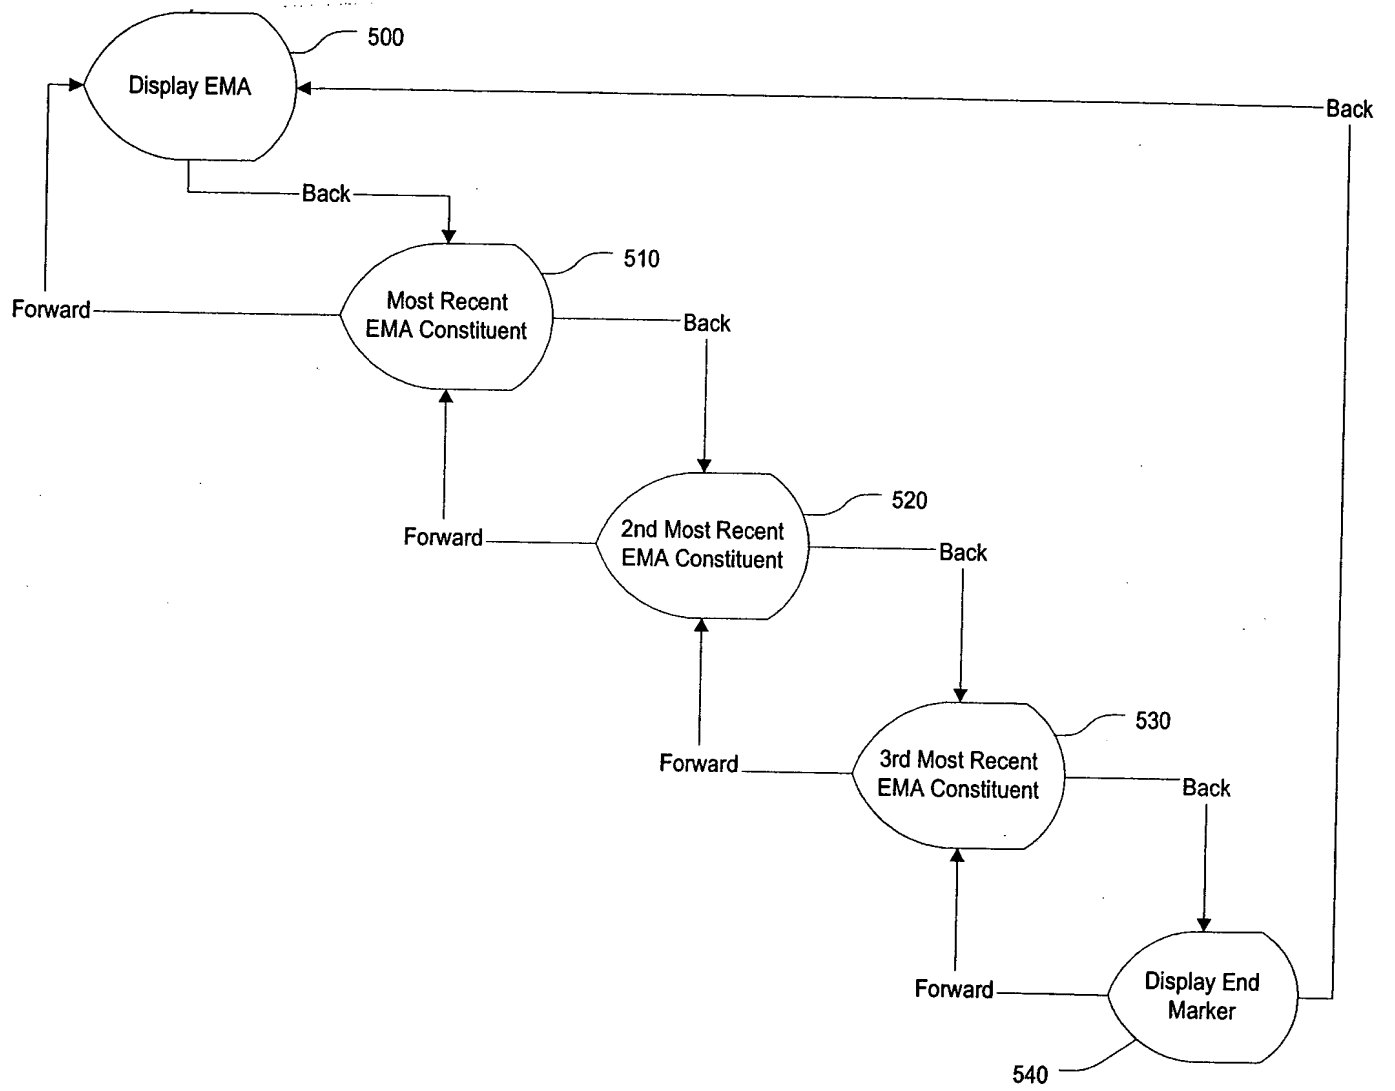 500
Display EMA
Back
Back
510
Most Recent
EMA Constituent
Forward
Back
520
2nd Most Recent
EMA Constituent
Forward
Back
530
3rd Most Recent
EMA Constituent
Forward
Back
Display End
Marker
Forward
540